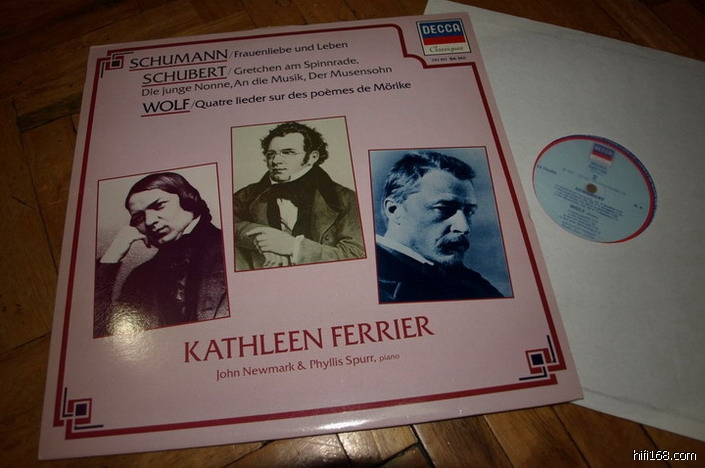 SCHUMANN/Frauenliebe und Leben
SCHUBERT/Gretchen am Spinnrade,
Die junge Nonne, An die Musik, Der Musensohn
WOLF/Quatre lieder sur des poèmes de Mörike
DECCA
Classiques
KATHLEEN FERRIER
John Newmark & Phyllis Spurr, piano
DECCA
hifi168.com